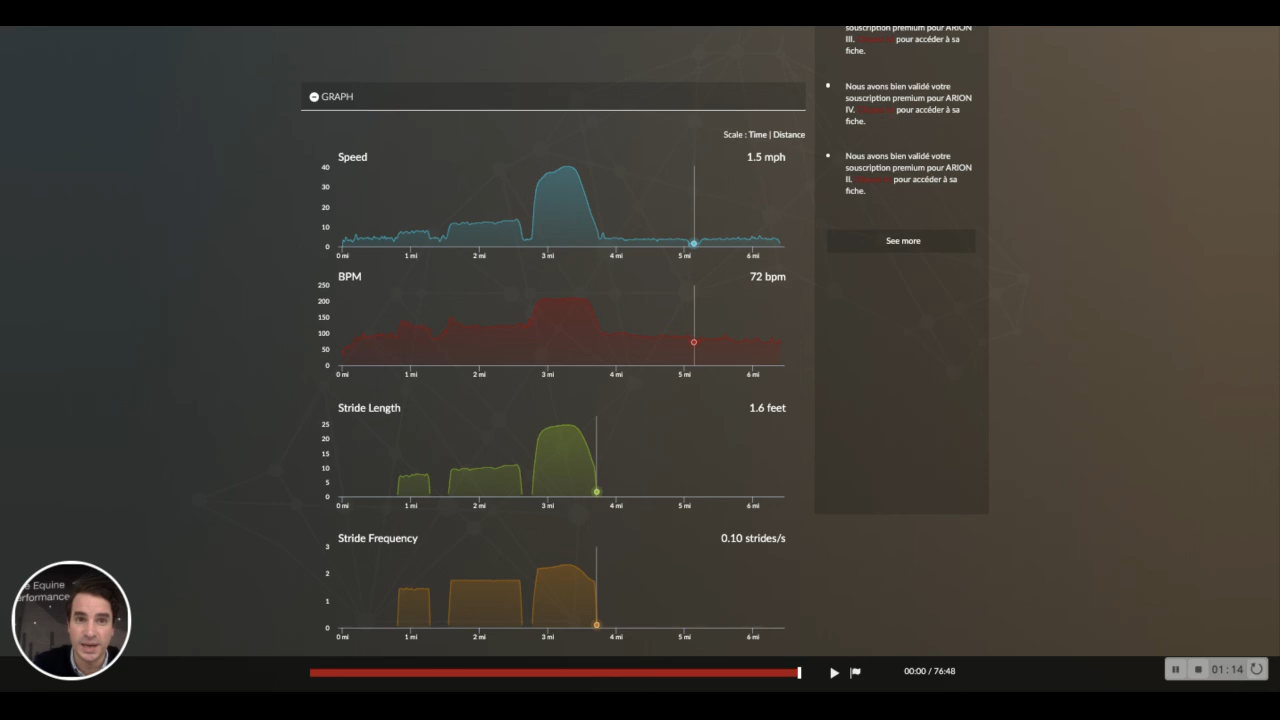 souscription premium pour ARION
III. pour accéder à sa
fiche.
GRAPH
Nous avons bien validé votre
souscription premium pour ARION
IV. pour accéder à sa
fiche.
Scale : Time | Distance
Speed
1.5 mph
40
30
20
10
0
0 mi 1 mi 2 mi 3 mi 4 mi 5 mi 6 mi
Nous avons bien validé votre
souscription premium pour ARION
II. pour accéder à sa
fiche.
See more
BPM
72 bpm
250
200
150
100
50
0
0 mi 1 mi 2 mi 3 mi 4 mi 5 mi 6 mi
Stride Length
1.6 feet
25
20
15
10
5
0
0 mi 1 mi 2 mi 3 mi 4 mi 5 mi 6 mi
Stride Frequency
0.10 strides/s
3
2
1
0
0 mi 1 mi 2 mi 3 mi 4 mi 5 mi 6 mi
Equine
00:00 / 76:48
01:14